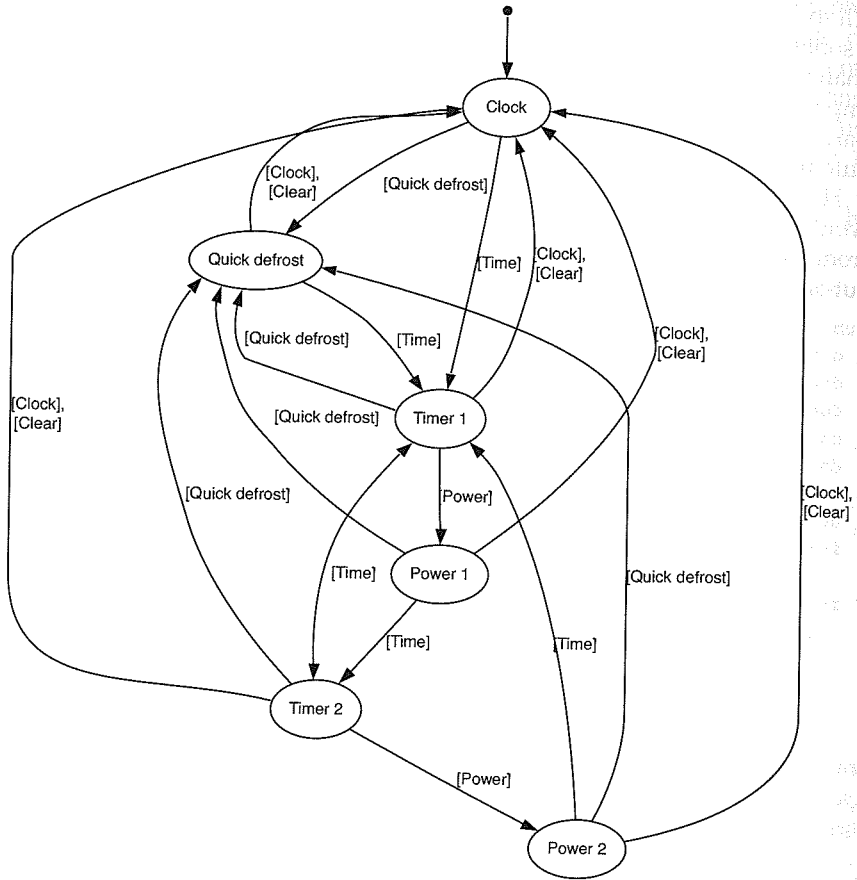 Clock
[Clock],
[Clear]
[Quick defrost]
Quick defrost
[Time]
[Clock],
[Clear]
[Quick defrost]
[Time]
[Clock],
[Clear]
[Clock],
[Clear]
[Quick defrost]
Timer 1
[Quick defrost]
[Power]
[Clock],
[Clear]
[Time]
Power 1
[Quick defrost]
[Time]
[Time]
Timer 2
[Power]
Power 2